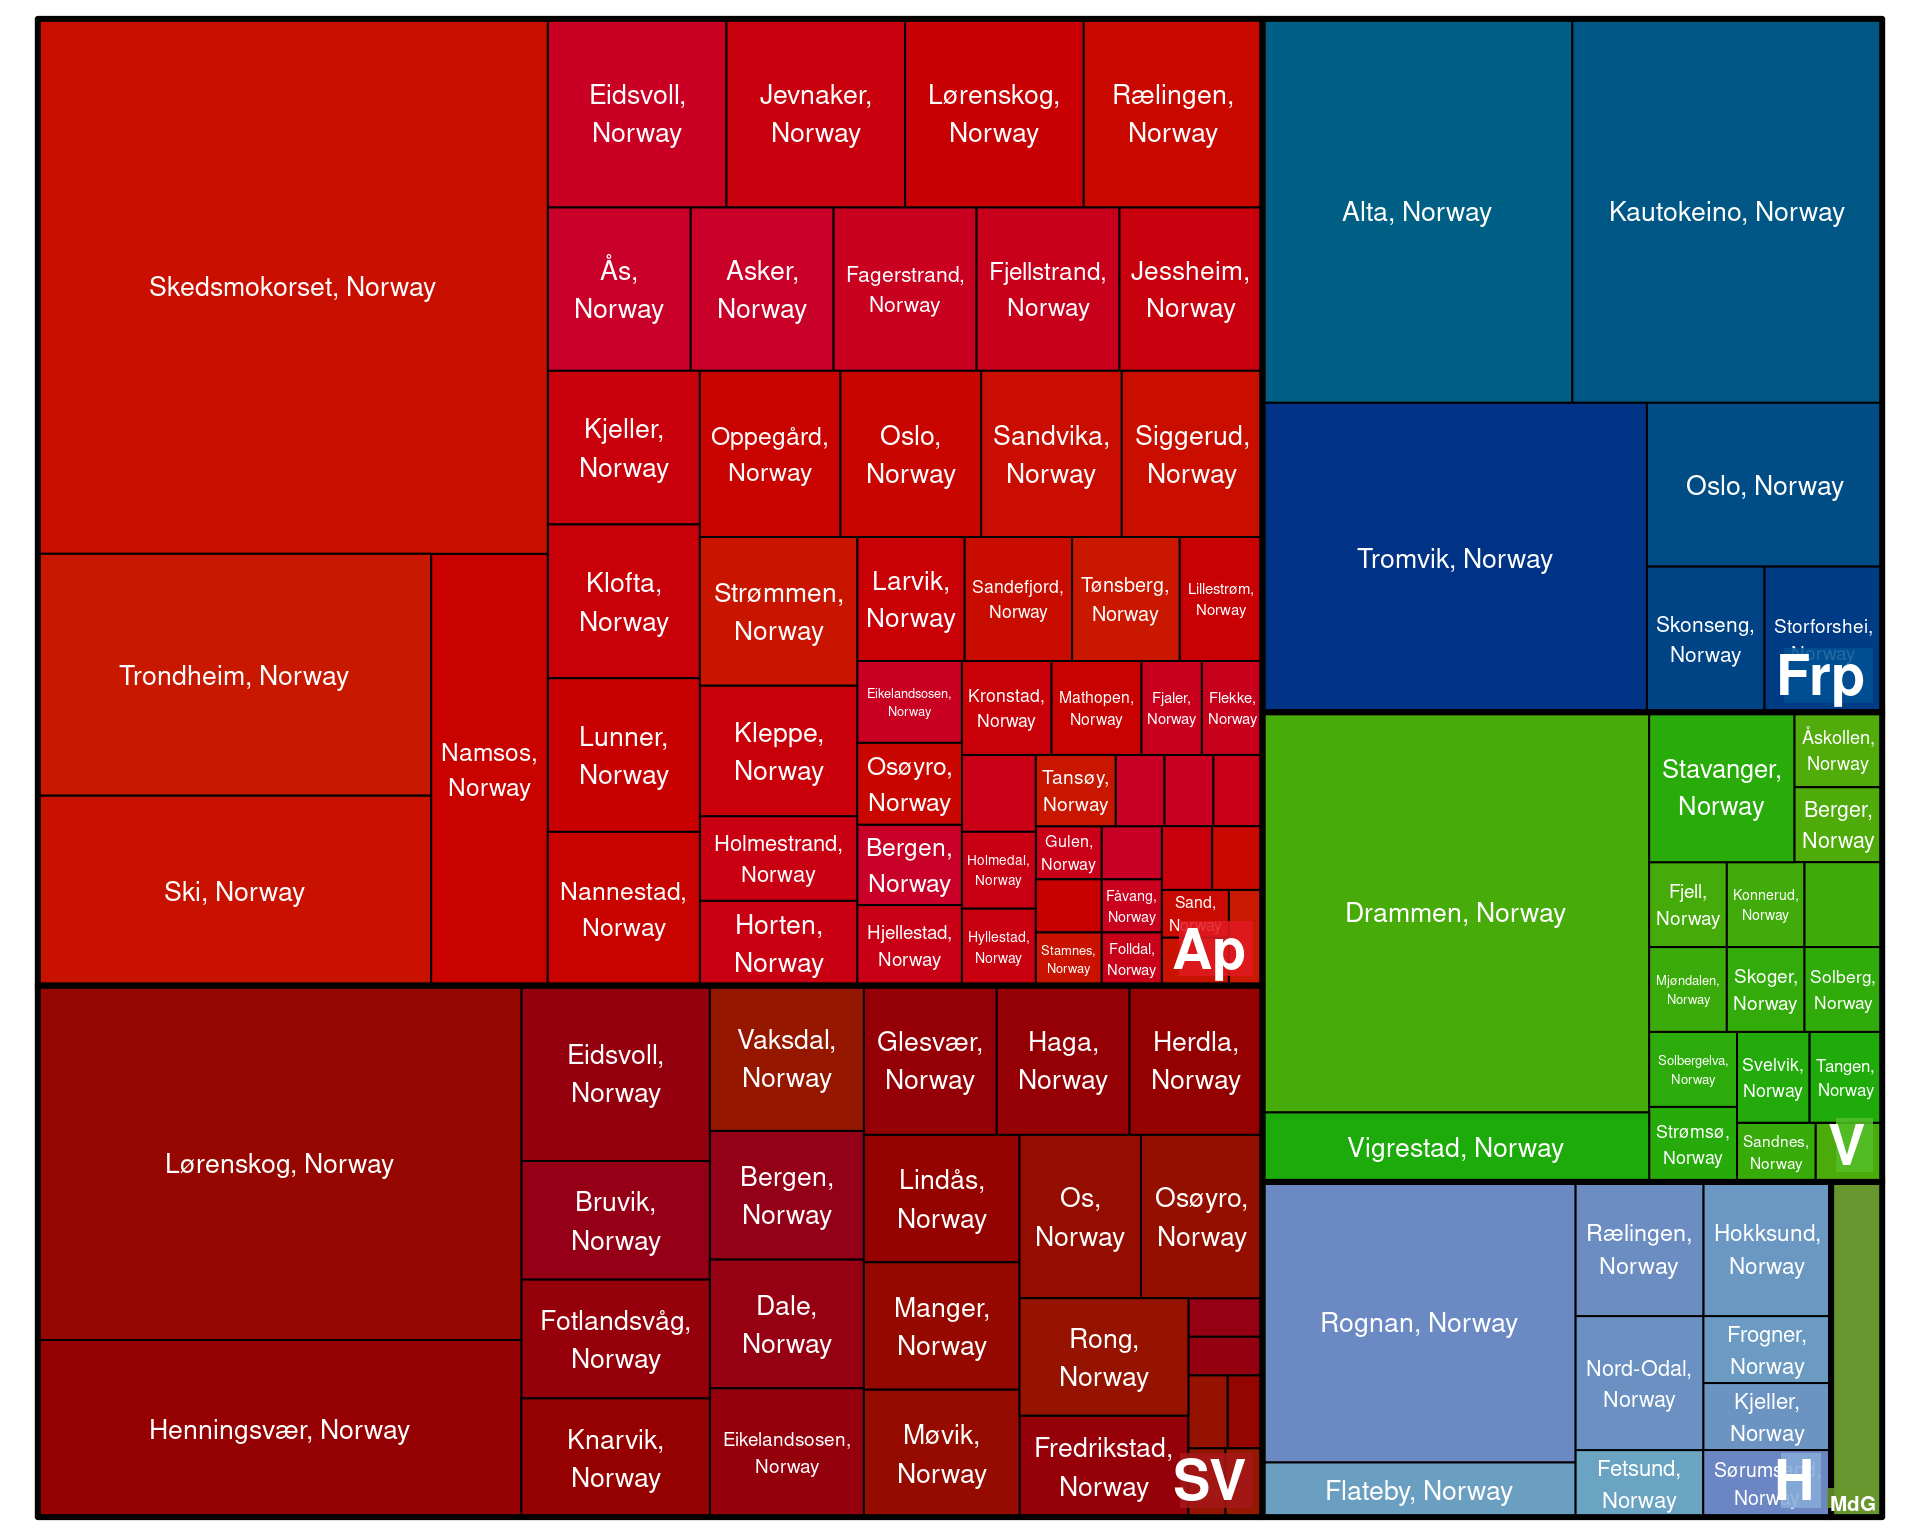 Skedsmokorset, Norway
Trondheim, Norway
Ski, Norway
Namsos,
Norway
Eidsvoll,
Norway
Jevnaker,
Norway
Lørenskog,
Norway
Rælingen,
Norway
Ås,
Norway
Asker,
Norway
Fagerstrand,
Norway
Fjellstrand,
Norway
Jessheim,
Norway
Kjeller,
Norway
Klofta,
Norway
Lunner,
Norway
Nannestad,
Norway
Oppegård,
Norway
Oslo,
Norway
Sandvika,
Norway
Siggerud,
Norway
Strømmen,
Norway
Kleppe,
Norway
Holmestrand,
Norway
Horten,
Norway
Larvik,
Norway
Sandefjord,
Norway
Tønsberg,
Norway
Lillestrøm,
Norway
Eikelandsosen,
Norway
Osøyro,
Norway
Bergen,
Norway
Hjellestad,
Norway
Kronstad,
Norway
Mathopen,
Norway
Fjaler,
Norway
Flekke,
Norway
Holmedal,
Norway
Hyllestad,
Norway
Tansøy,
Norway
Gulen,
Norway
Stamnes,
Norway
Fåvang,
Norway
Folldal,
Norway
Sand,
Norway
Ap
Lørenskog, Norway
Henningsvær, Norway
Eidsvoll,
Norway
Bruvik,
Norway
Fotlandsvåg,
Norway
Knarvik,
Norway
Vaksdal,
Norway
Bergen,
Norway
Dale,
Norway
Eikelandsosen,
Norway
Glesvær,
Norway
Haga,
Norway
Herdla,
Norway
Lindås,
Norway
Manger,
Norway
Møvik,
Norway
Os,
Norway
Osøyro,
Norway
Rong,
Norway
Fredrikstad,
Norway
SV
Alta, Norway
Kautokeino, Norway
Tromvik, Norway
Oslo, Norway
Skonseng,
Norway
Storforshei,
Norway
Frp
Drammen, Norway
Vigrestad, Norway
Stavanger,
Norway
Åskollen,
Norway
Berger,
Norway
Fjell,
Norway
Konnerud,
Norway
Mjøndalen,
Norway
Skoger,
Norway
Solberg,
Norway
Solbergelva,
Norway
Strømsø,
Norway
Svelvik,
Norway
Tangen,
Norway
Sandnes,
Norway
V
Rognan, Norway
Flateby, Norway
Rælingen,
Norway
Nord-Odal,
Norway
Fetsund,
Norway
Hokksund,
Norway
Frogner,
Norway
Kjeller,
Norway
Sørumsand,
Norway
H
MdG